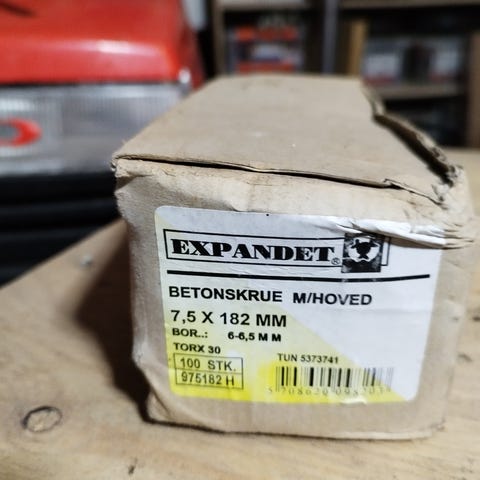 EXPANDET®
BETONSKRUE M/HOVED
7,5 X 182 MM
BOR..: 6-6,5 M M
TORX 30
TUN 5373741
100 STK.
975182 H